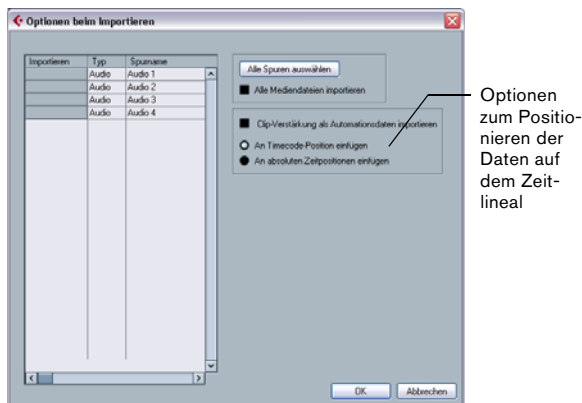 Optionen beim Importieren
Importieren Typ Spurname
Audio Audio 1
Audio Audio 2
Audio Audio 3
Audio Audio 4
Alle Spuren auswählen
Alle Mediendateien importieren
Clip-Verstärkung als Automationsdaten importieren
An Timecode-Position einfügen
An absoluten Zeitpositionen einfügen
OK Abbrechen
Optionen
zum Positio-
nieren der
Daten auf
dem Zeit-
lineal